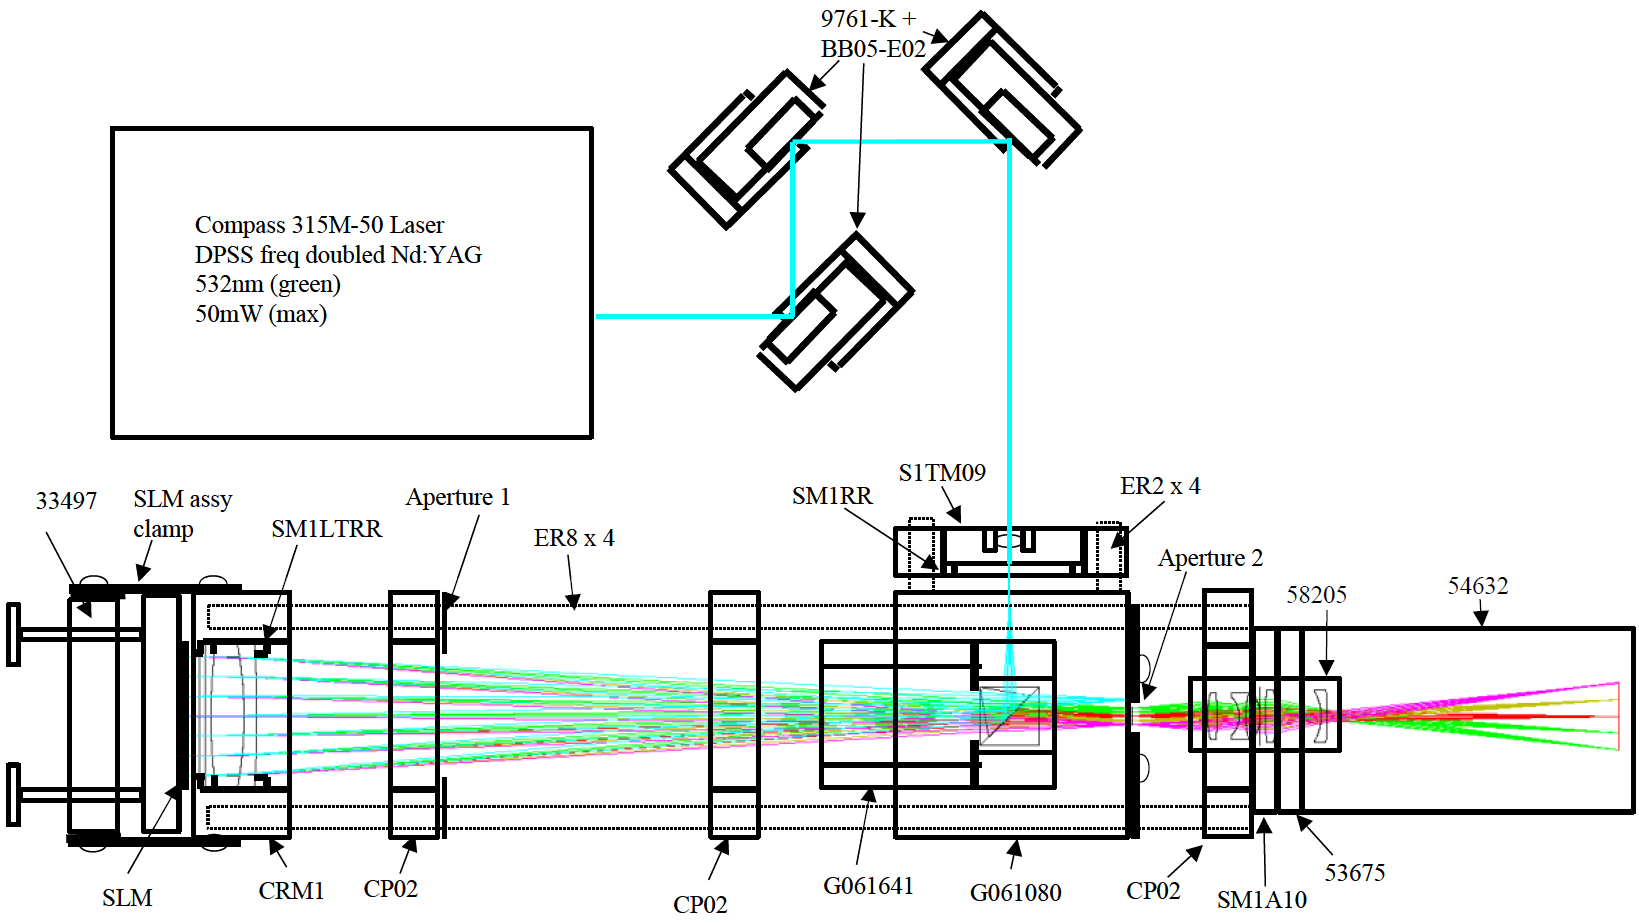 9761-K +
BB05-E02
Compass 315M-50 Laser
DPSS freq doubled Nd:YAG
532nm (green)
50mW (max)
33497
SLM assy
clamp
SM1LTRR
Aperture 1
ER8 x 4
SM1RR
S1TM09
ER2 x 4
Aperture 2
58205
54632
SLM
CRM1
CP02
CP02
G061641
G061080
CP02
SM1A10
53675